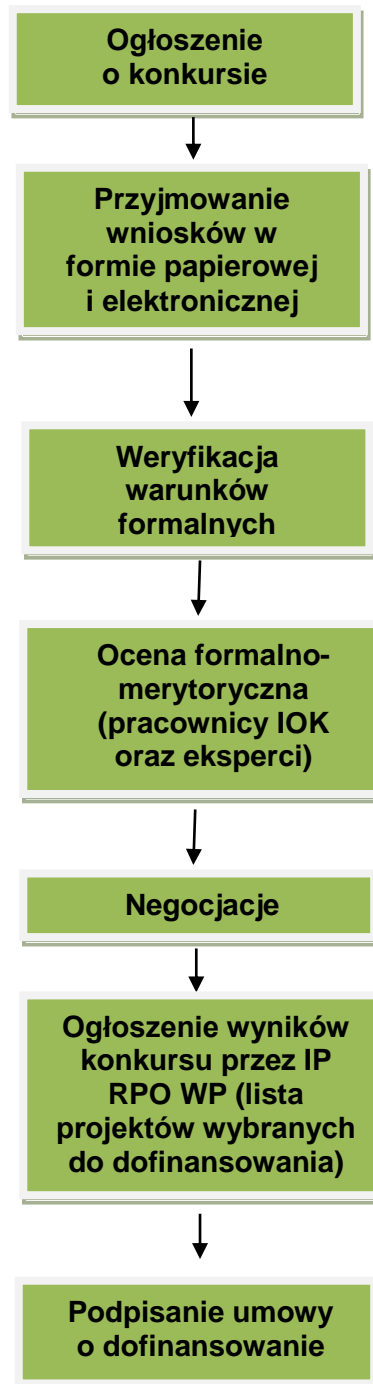 Ogłoszenie
o konkursie
Przyjmowanie
wniosków w
formie papierowej
i elektronicznej
Weryfikacja
warunków
formalnych
Ocena formalno-
merytoryczna
(pracownicy IOK
oraz eksperci)
Negocjacje
Ogłoszenie wyników
konkursu przez IP
RPO WP (lista
projektów wybranych
do dofinansowania)
Podpisanie umowy
o dofinansowanie